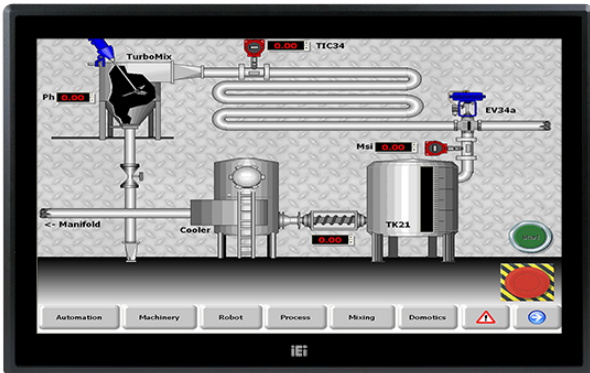 TurboMix
0.00 TIC34
Ph 0.00
EV34a
Msi 0.00
<- Manifold
Cooler
TK21
0.00
Automation
Machinery
Robot
Process
Mixing
Domotics
iEi